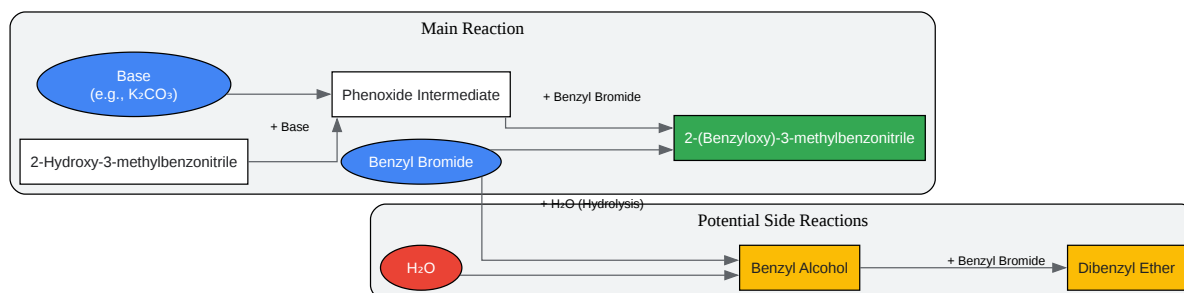 Main Reaction
Base
(e.g., K₂CO₃)
Phenoxide Intermediate
+ Benzyl Bromide
+ Base
2-(Benzyloxy)-3-methylbenzonitrile
2-Hydroxy-3-methylbenzonitrile
Benzyl Bromide
+ H₂O (Hydrolysis)
Potential Side Reactions
H₂O
Benzyl Alcohol
+ Benzyl Bromide
Dibenzyl Ether